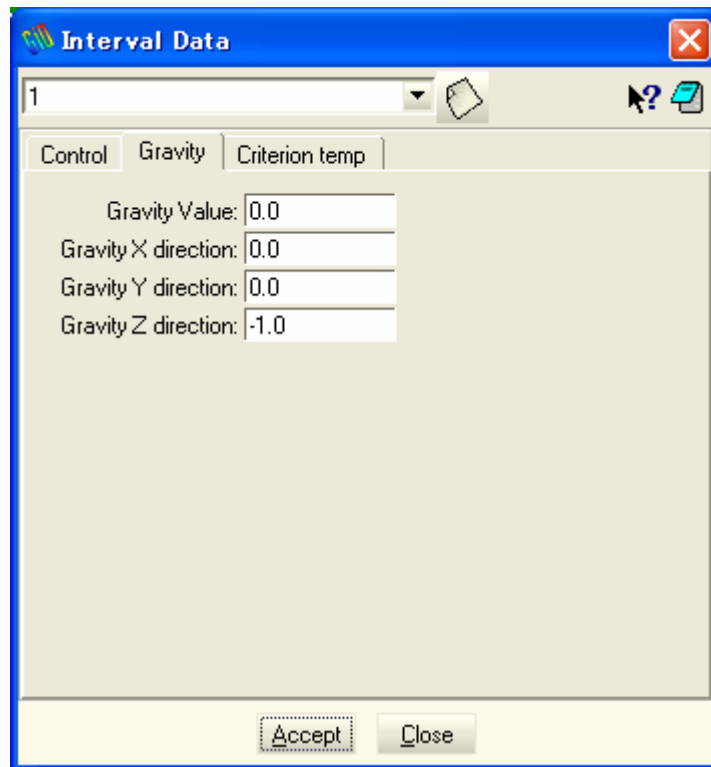 Interval Data
1
?
Control Gravity Criterion temp
Gravity Value: 0.0
Gravity X direction: 0.0
Gravity Y direction: 0.0
Gravity Z direction: -1.0
Accept Close